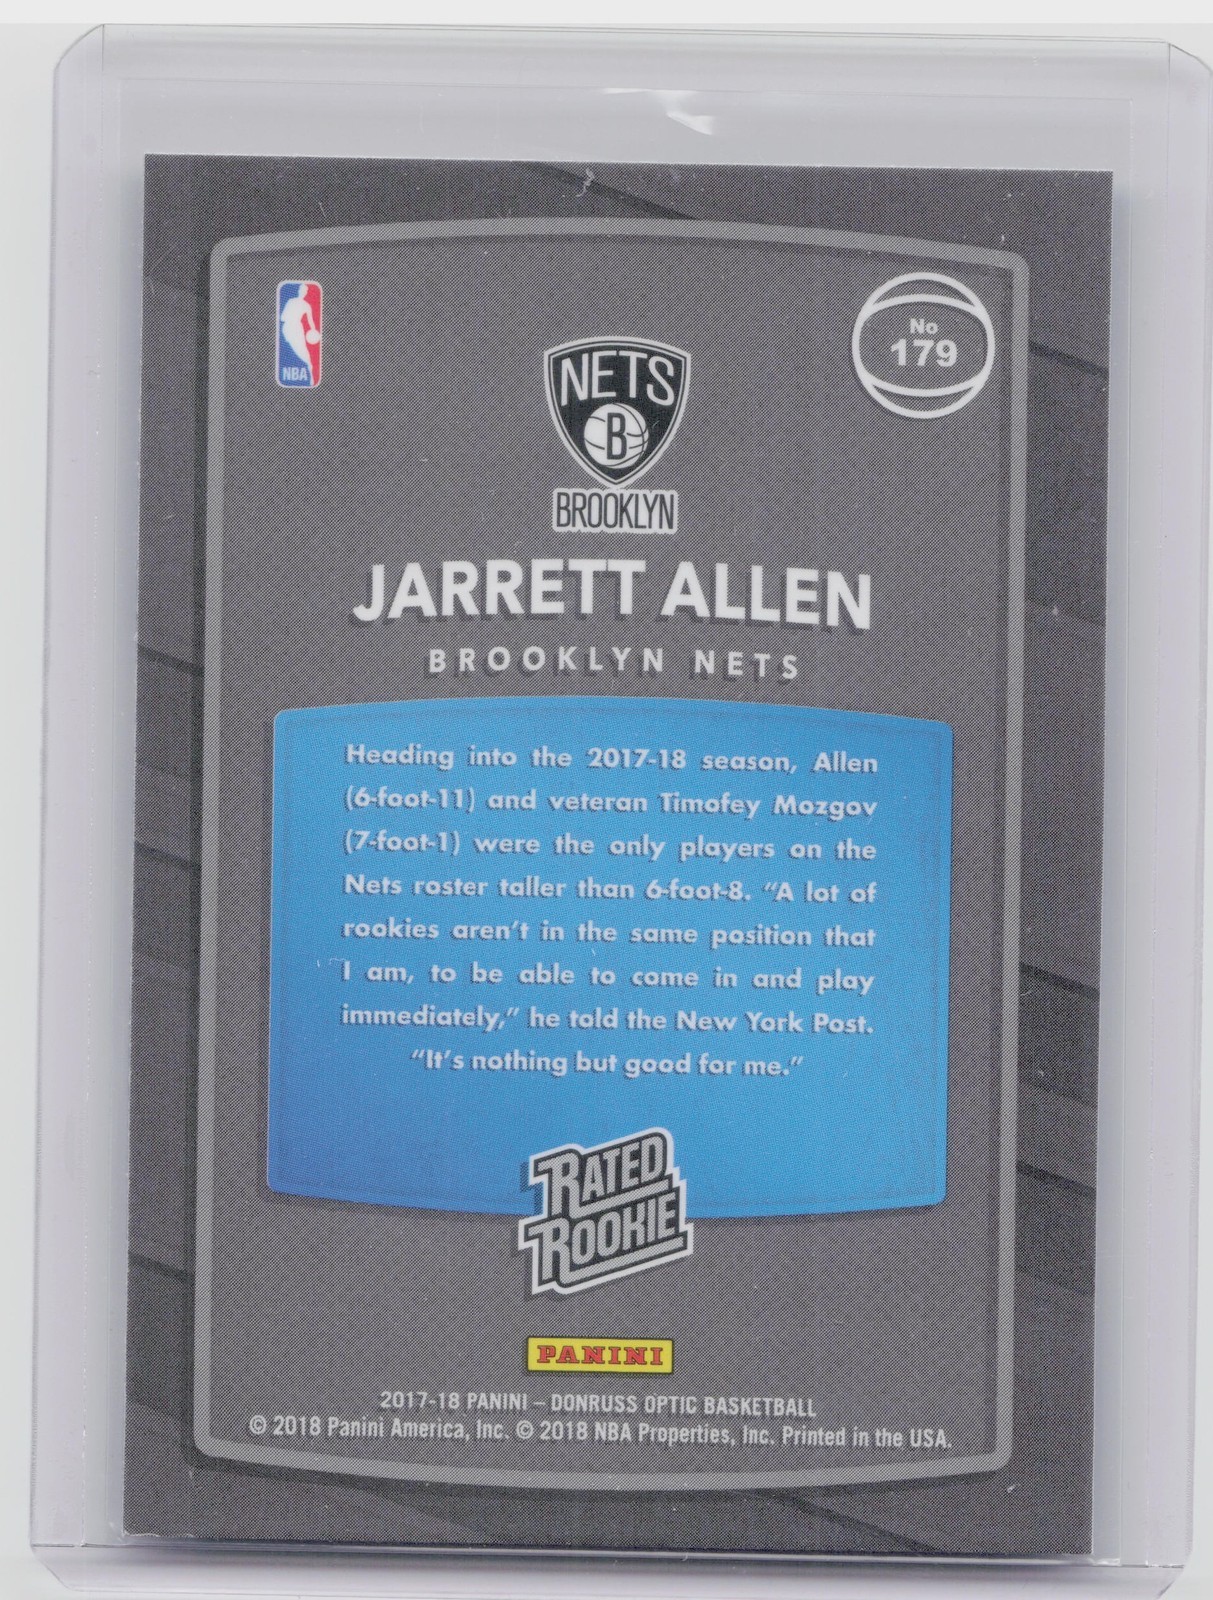 No
179
NBA
NETS
B
BROOKLYN
JARRETT ALLEN
BROOKLYN NETS
Heading into the 2017-18 season, Allen
(6-foot-11) and veteran Timofey Mozgov
(7-foot-1) were the only players on the
Nets roster taller than 6-foot-8. “A lot of
rookies aren’t in the same position that
I am, to be able to come in and play
immediately,” he told the New York Post.
“It’s nothing but good for me.”
RATED
ROOKIE
PANINI
2017-18 PANINI – DONRUSS OPTIC BASKETBALL
© 2018 Panini America, Inc. © 2018 NBA Properties, Inc. Printed in the USA.